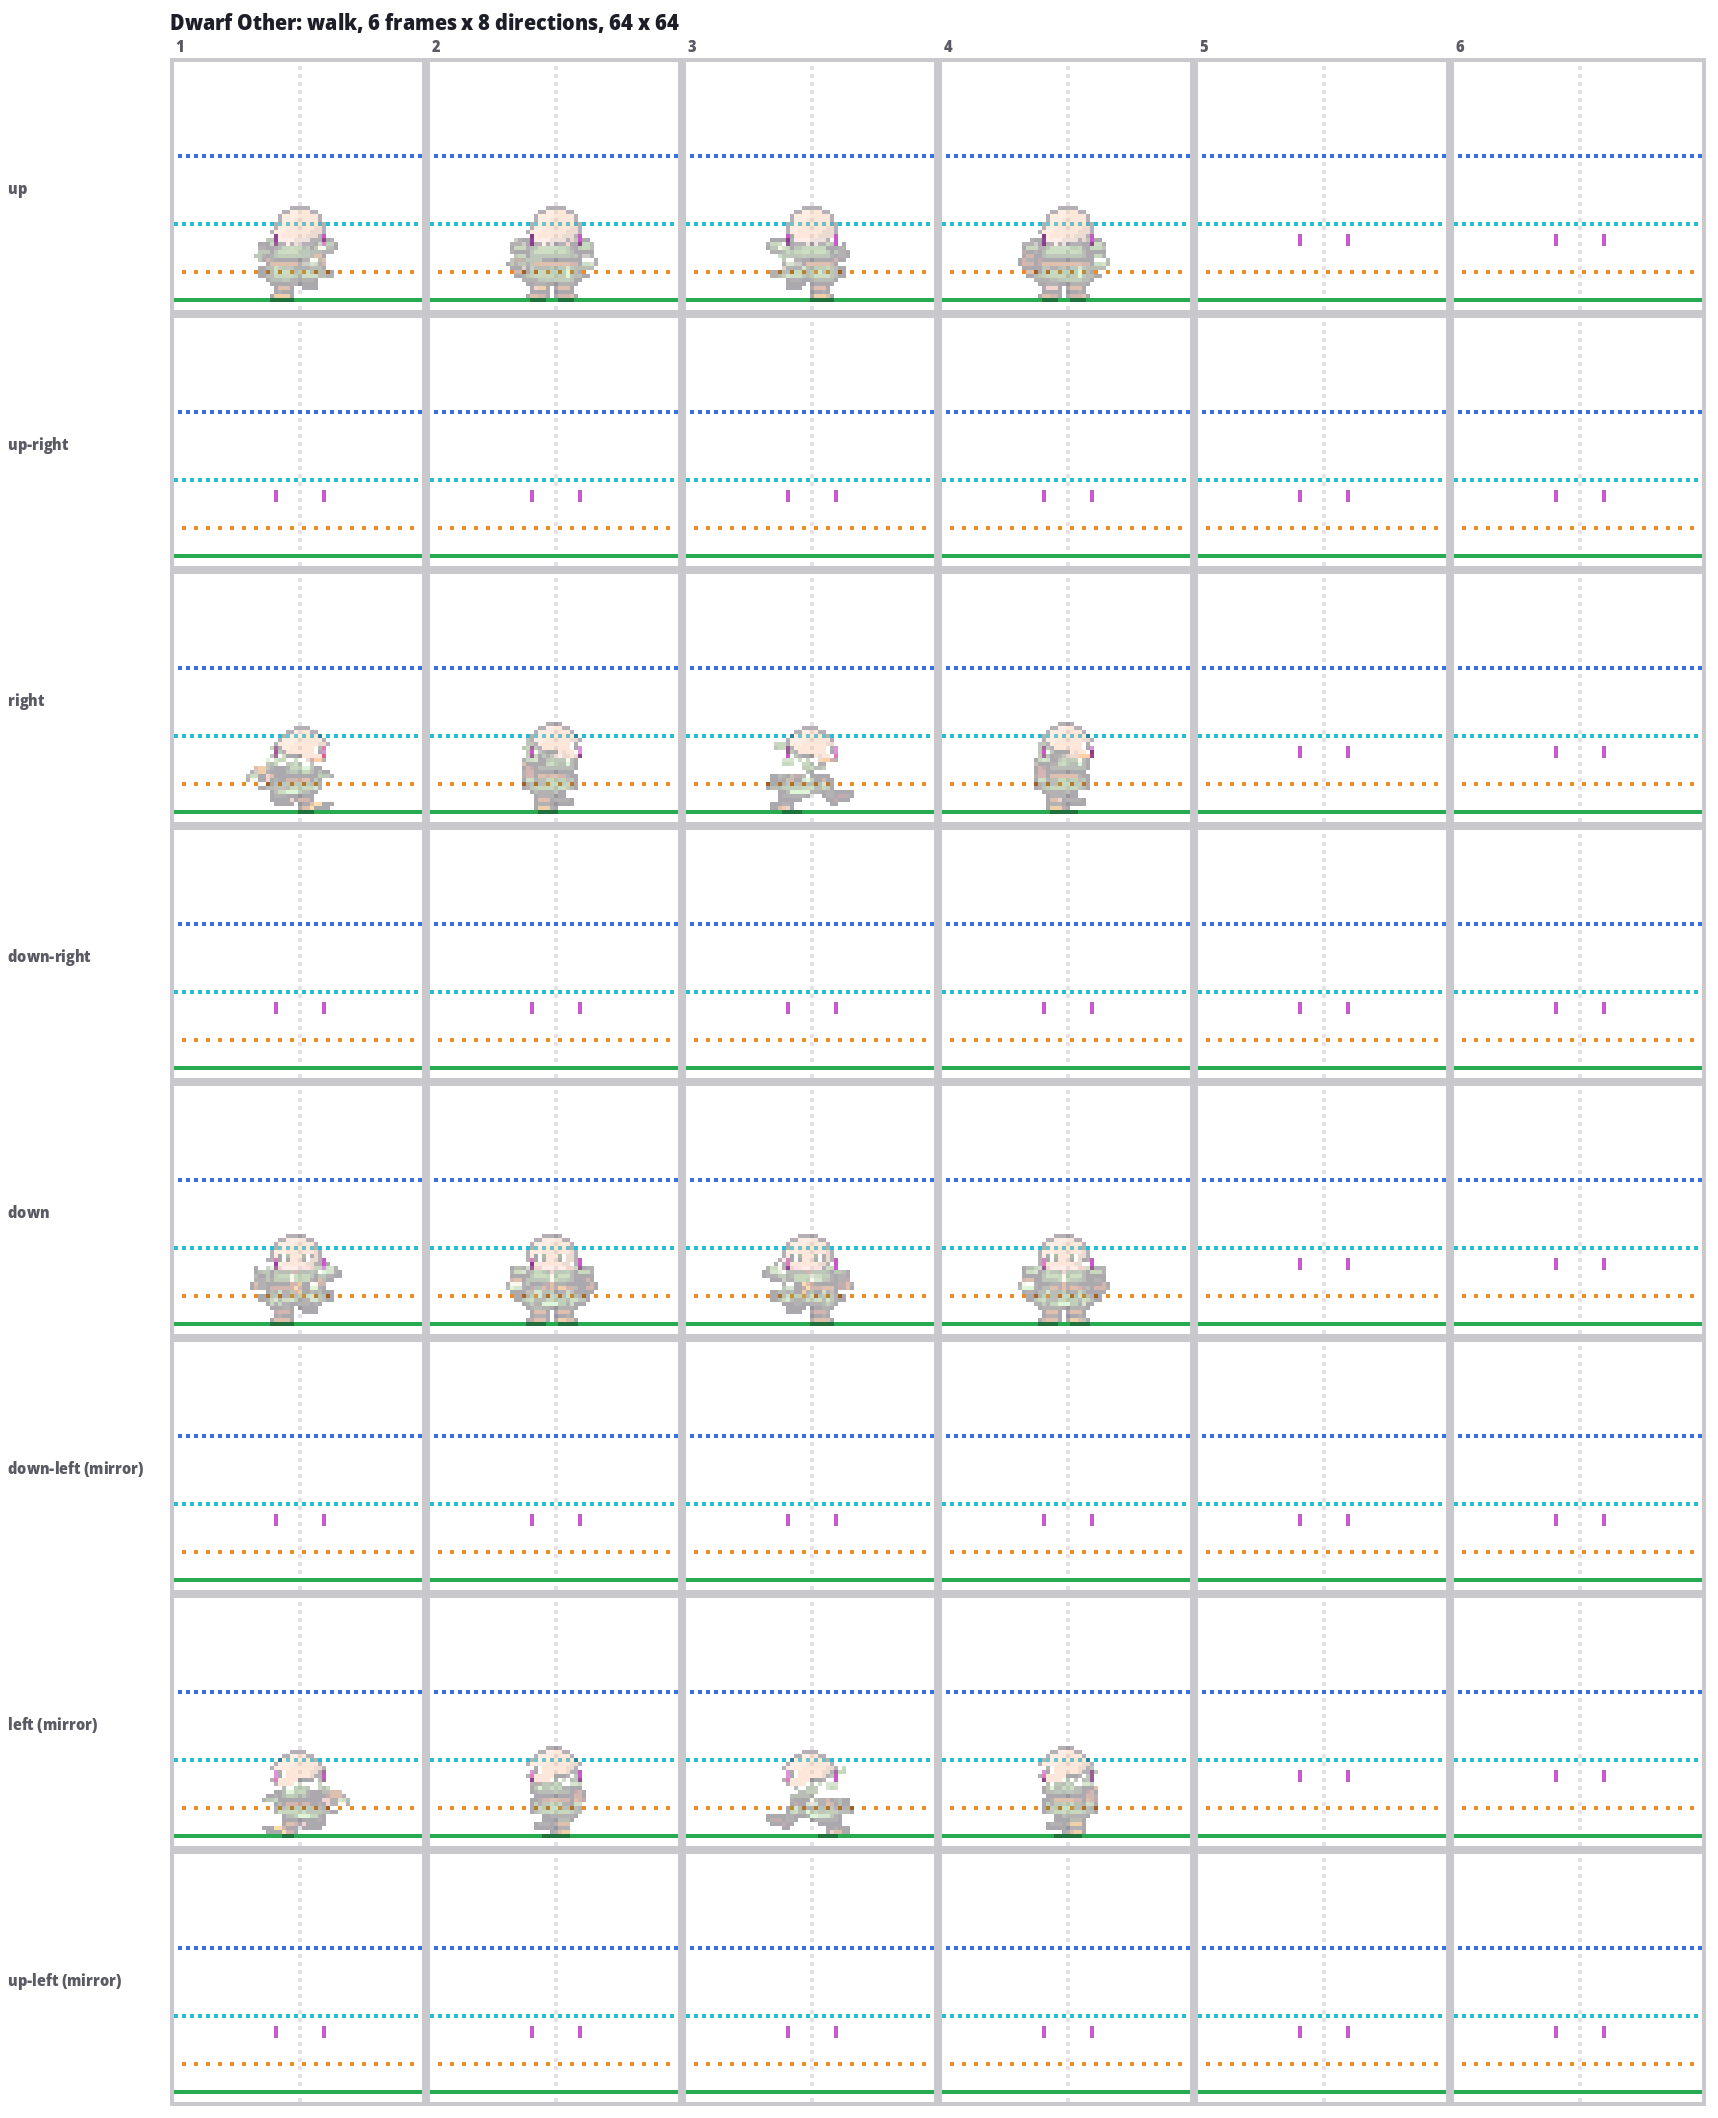 Dwarf Other: walk, 6 frames x 8 directions, 64 x 64
1 2 3 4 5 6
up
up-right
right
down-right
down
down-left (mirror)
left (mirror)
up-left (mirror)